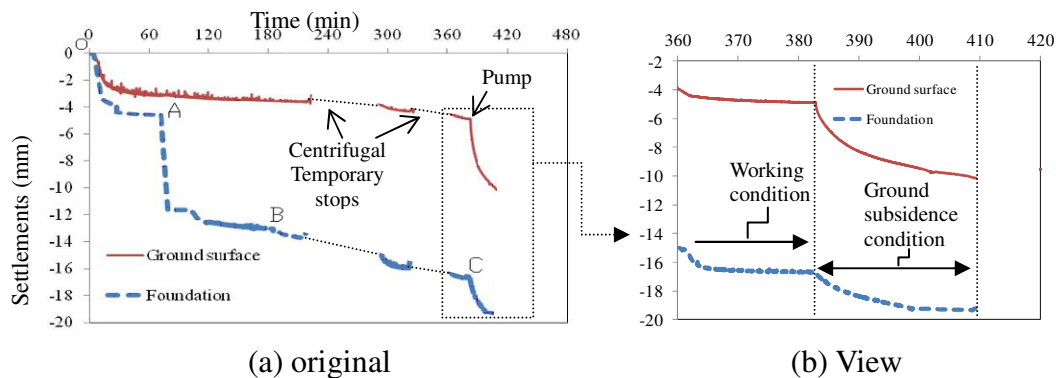 Time (min)
O 0 60 120 180 240 300 360 420 480
0
-2
-4
-6
-8
-10
-12
-14
-16
-18
-20
Settlements (mm)
A
B
C
Pump
Centrifugal
Temporary
stops
Ground surface
Foundation
(a) original
360 370 380 390 400 410 420
-2
-4
-6
-8
-10
-12
-14
-16
-18
-20
Ground surface
Foundation
Working
condition
Ground
subsidence
condition
(b) View